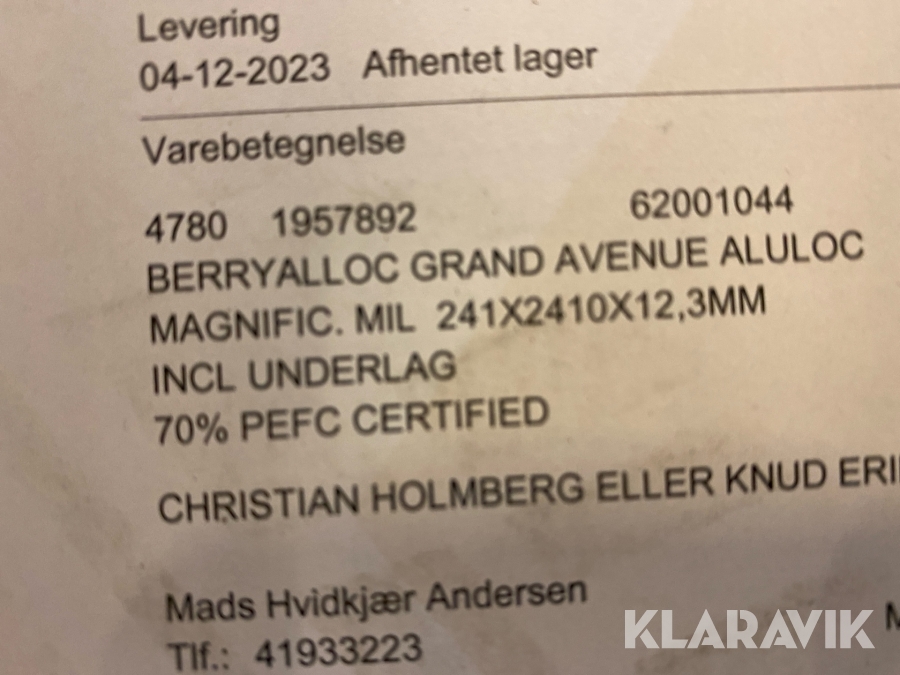 Levering
04-12-2023 Afhentet lager
Varebetegnelse
4780 1957892 62001044
BERRYALLOC GRAND AVENUE ALULOC
MAGNIFIC. MIL 241X2410X12,3MM
INCL UNDERLAG
70% PEFC CERTIFIED
CHRISTIAN HOLMBERG ELLER KNUD
Mads Hvidkjær Andersen
Tlf.: 41933223
KLARAVIK